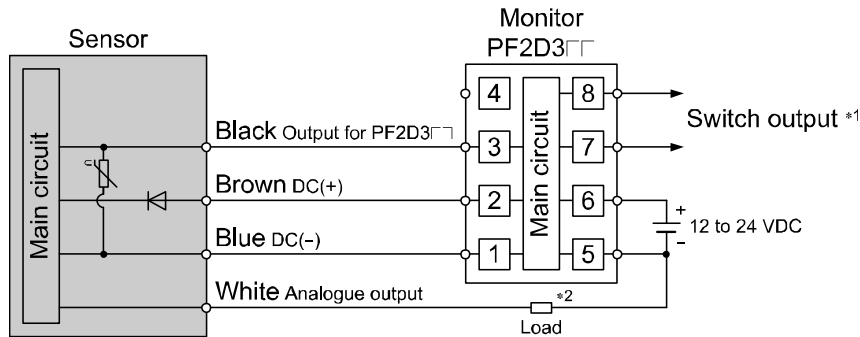 Monitor
PF2D3□□
Sensor
Main circuit
Black Output for PF2D3□□
Brown DC(+)
Blue DC(−)
White Analogue output
4
3
2
1
Main circuit
8
7
6
5
Switch output *1
+
12 to 24 VDC
−
*2
Load